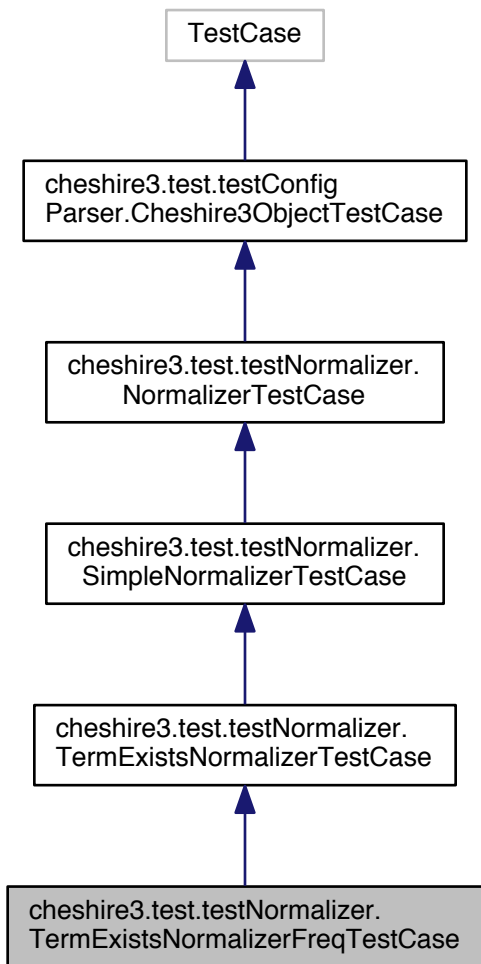 TestCase
cheshire3.test.testConfig
Parser.Cheshire3ObjectTestCase
cheshire3.test.testNormalizer.
NormalizerTestCase
cheshire3.test.testNormalizer.
SimpleNormalizerTestCase
cheshire3.test.testNormalizer.
TermExistsNormalizerTestCase
cheshire3.test.testNormalizer.
TermExistsNormalizerFreqTestCase